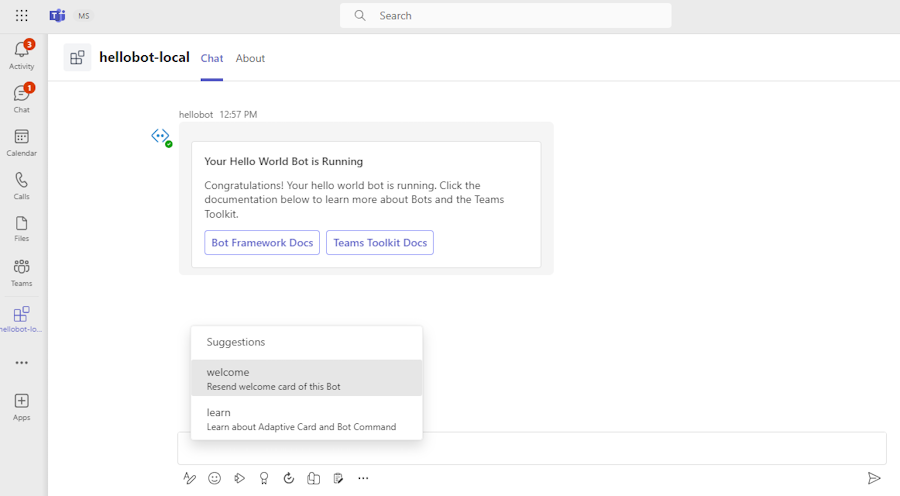 MS
Search
3
Activity
1
Chat
Calendar
Calls
Files
Teams
hellobot-lo...
Apps
hellobot-local Chat About
hellobot 12:57 PM
Your Hello World Bot is Running
Congratulations! Your hello world bot is running. Click the
documentation below to learn more about Bots and the Teams
Toolkit.
Bot Framework Docs Teams Toolkit Docs
Suggestions
welcome
Resend welcome card of this Bot
learn
Learn about Adaptive Card and Bot Command